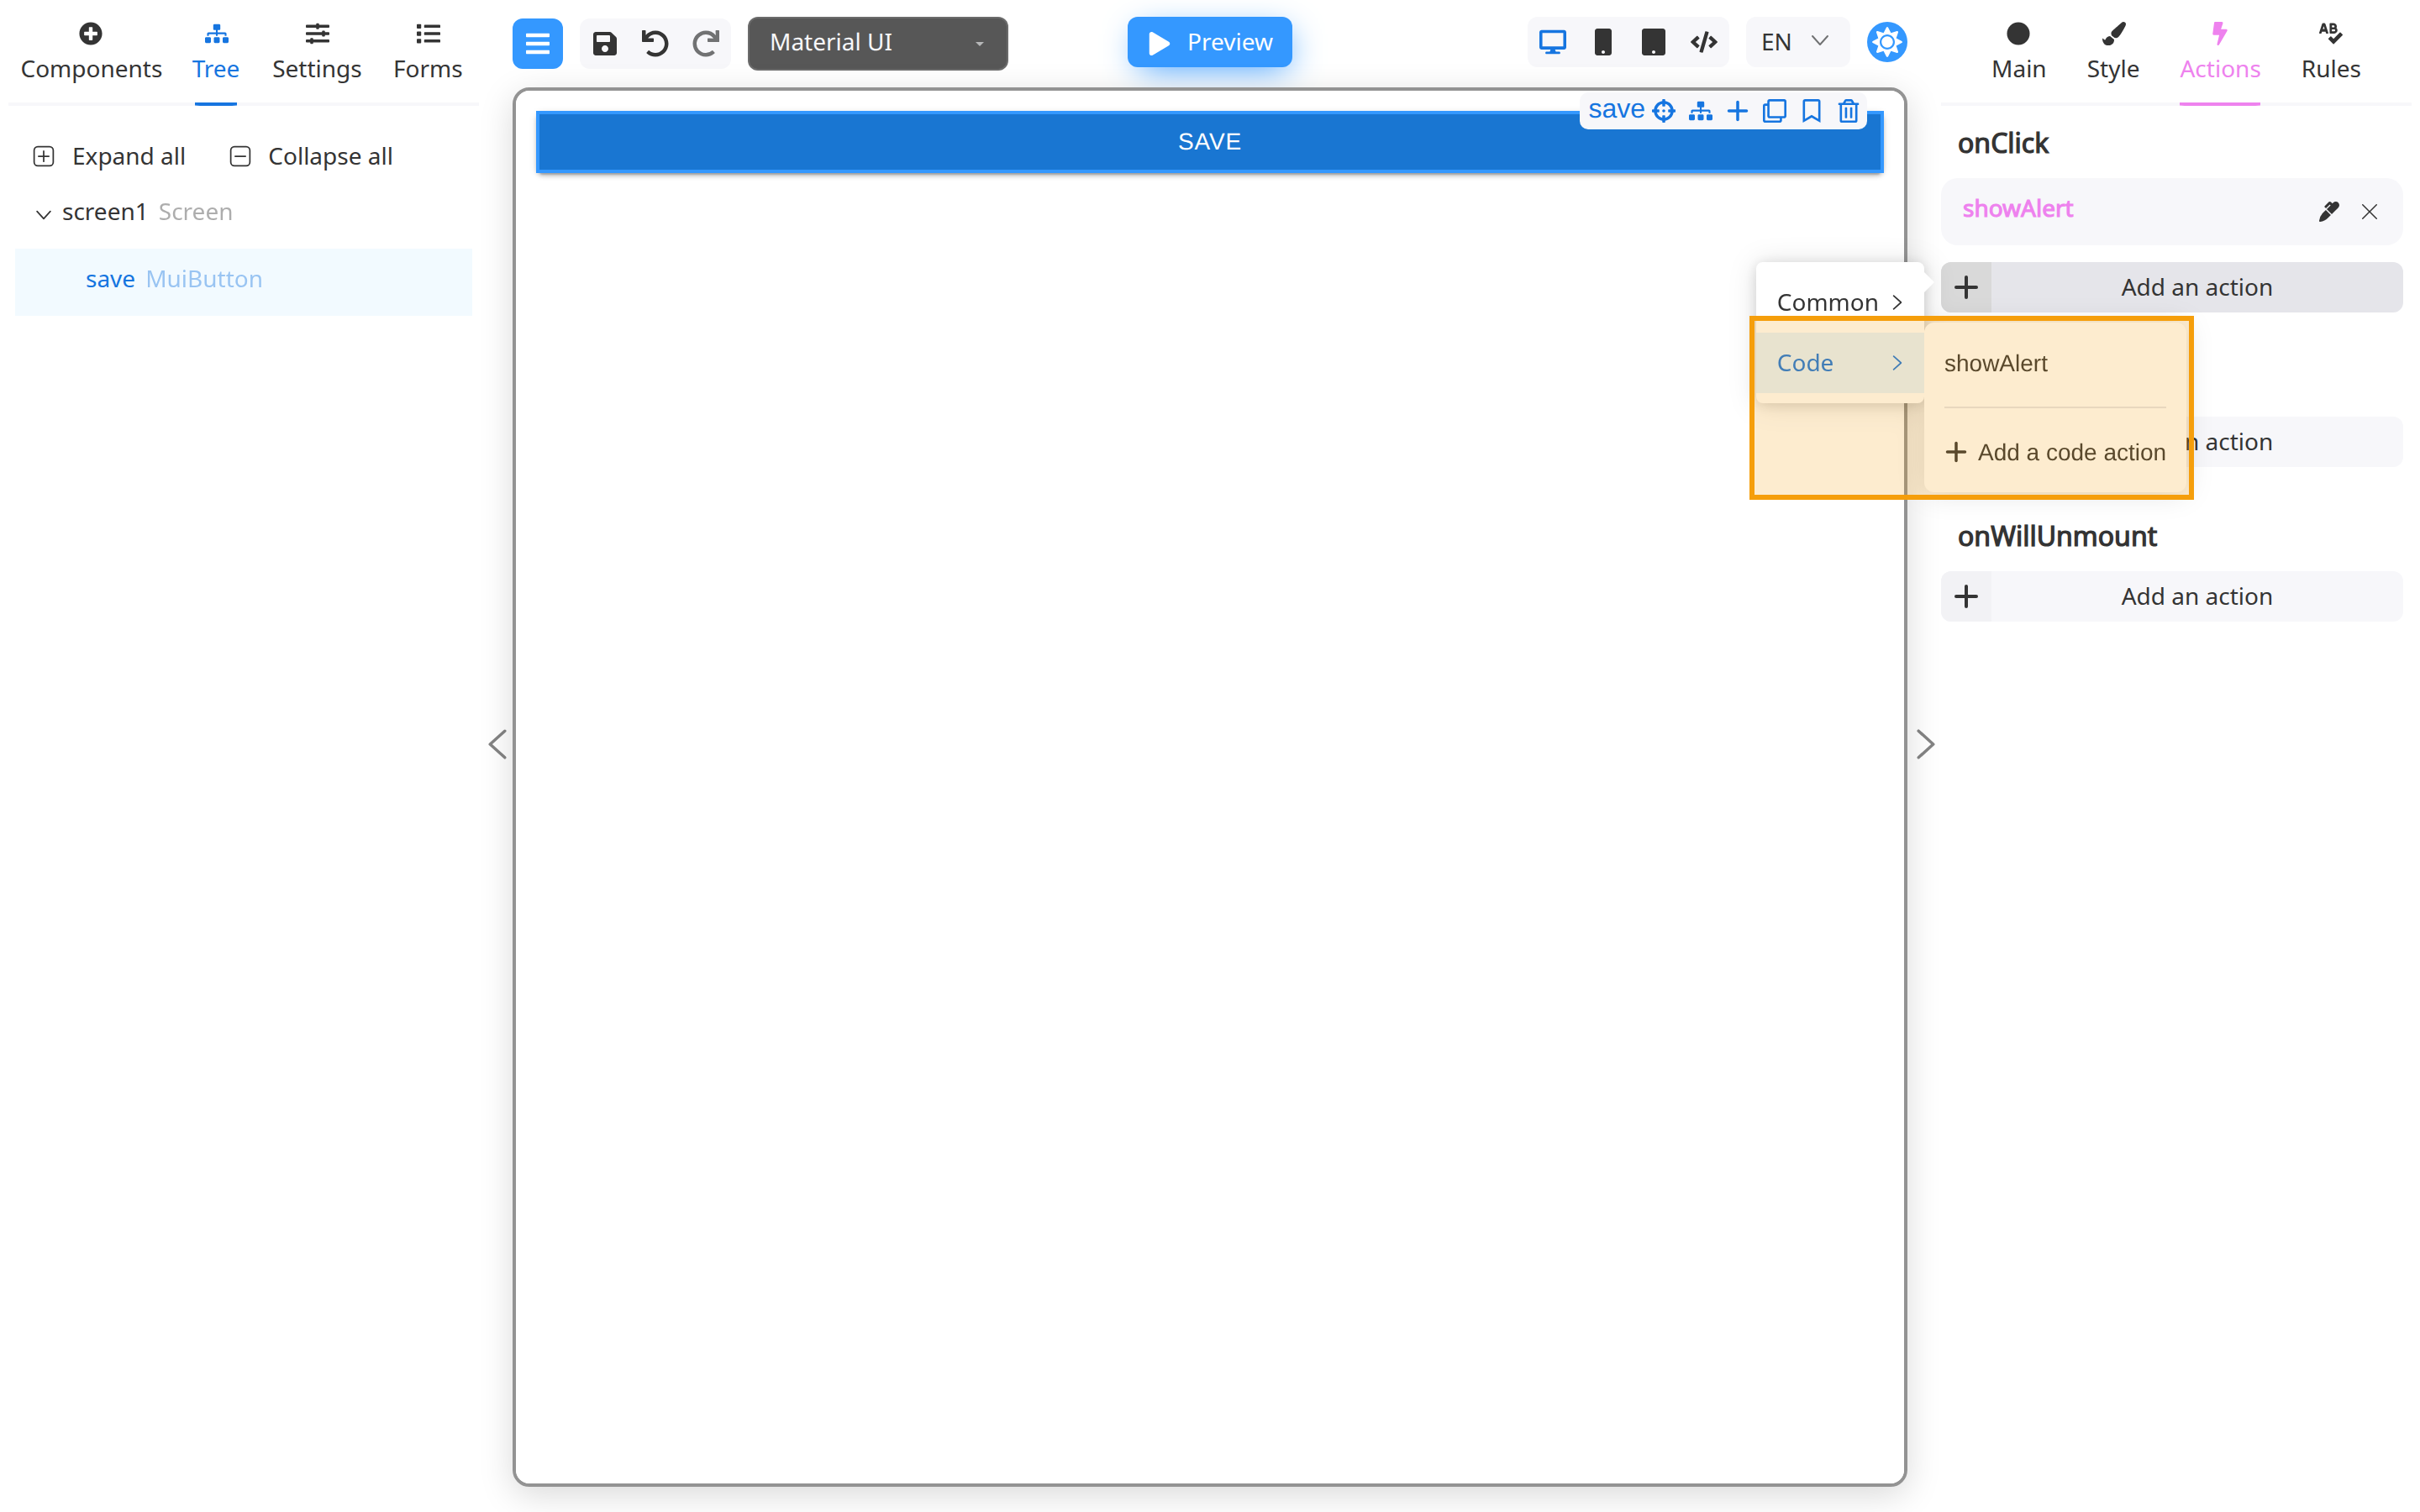 Components
Tree
Settings
Forms
Material UI
Preview
EN
Main
Style
Actions
AB
Rules
Expand all
Collapse all
screen1 Screen
save MuiButton
save
SAVE
onClick
showAlert
Add an action
Common
Code
showAlert
Add a code action
n action
onWillUnmount
Add an action